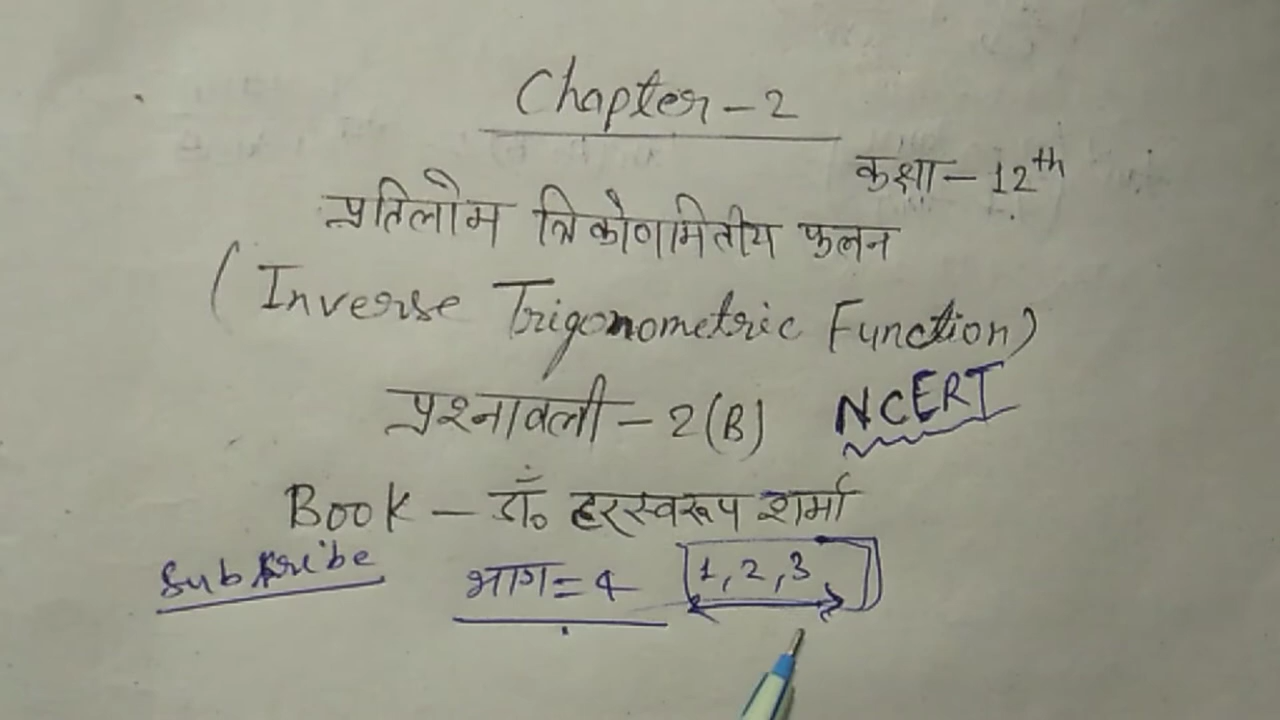 Chapter - 2
कक्षा - 12th
प्रतिलोम त्रिकोणमितीय फुलन
(Inverse Trigonometric Function)
प्रश्नावली - 2(B) NCERT
Book - डॉ० हरस्वरूप शर्मा
Subscribe भाग = 4 1, 2, 3